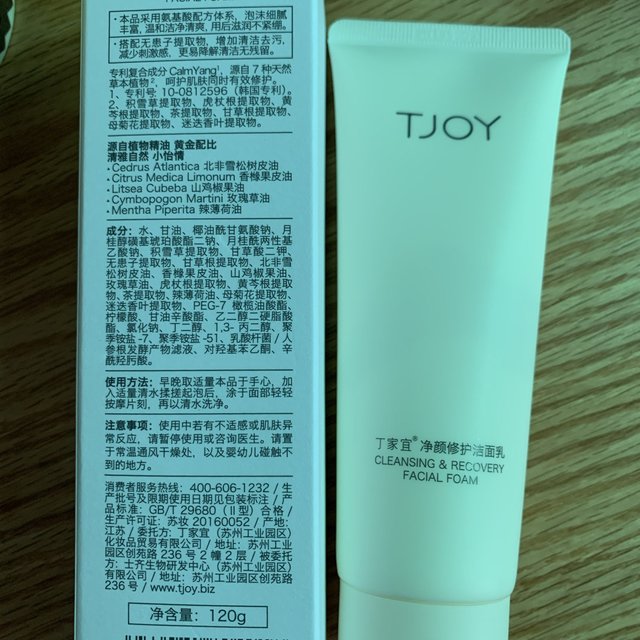 ·本品采用氨基酸配方体系，泡沫细腻
丰富，温和洁净清爽，用后滋润不紧绷。
·搭配无患子提取物，增加清洁去污，
减少刺激感，更易降解清洁无残留。
专利复合成分 CalmYang¹，源自 7 种天然
草本植物²，呵护肌肤同时有效修护。
1、专利号：10-0812596（韩国专利）。
2、积雪草提取物、虎杖根提取物、黄
芩根提取物、茶提取物、甘草根提取物、
母菊花提取物、迷迭香叶提取物。
源自植物精油 黄金配比
清雅自然 小怡情
·Cedrus Atlantica 北非雪松树皮油
·Citrus Medica Limonum 香橼果油
·Litsea Cubeba 山鸡椒果油
·Cymbopogon Martini 玫瑰草油
·Mentha Piperita 辣薄荷油
成分：水、甘油、椰油酰甘氨酸钠、月
桂醇磺基琥珀酸酯二钠、月桂酰两性基
乙酸钠、积雪草提取物、甘草酸二钾、
无患子提取物、甘草根提取物、北非雪
松树皮油、香橼果油、山鸡椒果油、
玫瑰草油、虎杖根提取物、黄芩根提取
物、茶提取物、辣薄荷油、母菊花提取物、
迷迭香叶提取物、PEG-7 橄榄油酸酯、
柠檬酸、甘油辛酸酯、乙二醇二硬脂酸
酯、氯化钠、丁二醇、1,3- 丙二醇、聚
季铵盐 -7、聚季铵盐 -51、乳酸杆菌 / 人
参根发酵产物滤液、对羟基苯乙酮、辛
酰羟肟酸。
使用方法：早晚取适量本品于手心，加
入适量清水揉搓起泡后，涂于面部轻轻
按摩片刻，再以清水洗净。
注意事项：使用中若有不适感或肌肤异
常反应，请暂停使用或咨询医生。请置
于常温通风干燥处，以及婴幼儿碰触不
到的地方。
消费者服务热线：400-606-1232 / 生
产批号及限期使用日期见包装标注 / 产
品标准：GB/T 29680（II型）合格 /
生产许可证：苏妆 20160052 / 产地：
江苏 / 委托方：丁家宜（苏州工业园区）
化妆品贸易有限公司 / 地址：苏州工业
园区创苑路 236 号 2 幢 2 层 / 被委托
方：士齐生物研发中心（苏州工业园区）
有限公司 / 地址：苏州工业园区创苑路
236 号 / www.tjoy.biz
净含量：120g
TJOY
丁家宜® 净颜修护洁面乳
CLEANSING & RECOVERY
FACIAL FOAM